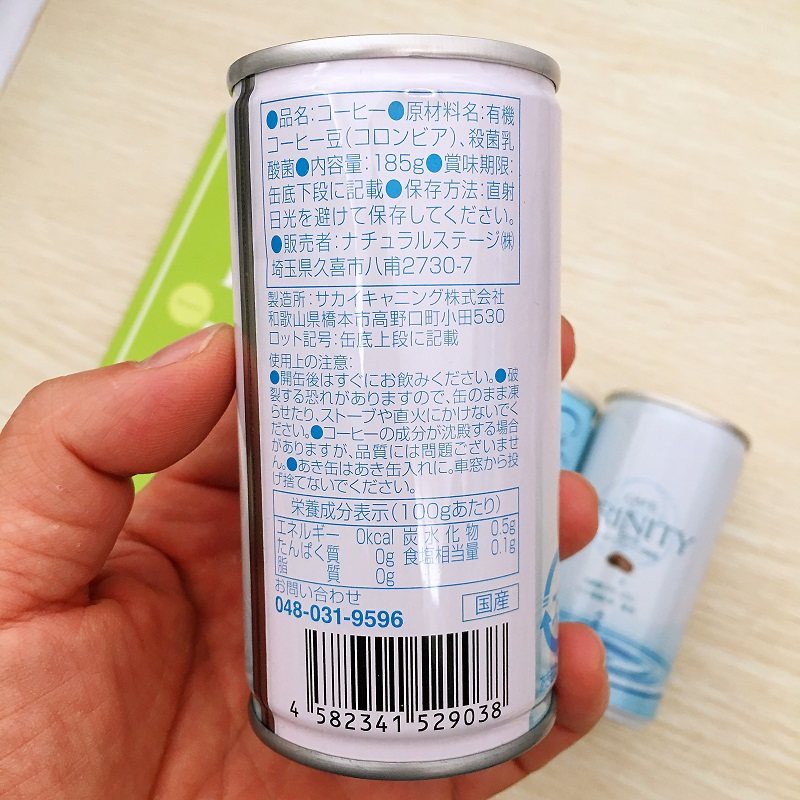 ●品名:コーヒー●原材料名:有機
コーヒー豆(コロンビア)、殺菌乳
酸菌●内容量:185g●賞味期限:
缶底下段に記載●保存方法:直射
日光を避けて保存してください。
●販売者:ナチュラルステージ㈱
埼玉県久喜市八甫2730-7
製造所:サカイキャニング株式会社
和歌山県橋本市高野口町小田530
ロット記号:缶底上段に記載
使用上の注意:
●開缶後はすぐにお飲みください。●破
裂する恐れがありますので、缶のまま凍
らせたり、ストーブや直火にかけないでく
ださい。●コーヒーの成分が沈殿する場合
がありますが、品質には問題ございませ
ん。●あき缶はあき缶入れに。車窓から投
げ捨てないでください。
栄養成分表示(100gあたり)
エネルギー 0kcal 炭水化物 0.5g
たんぱく質 0g 食塩相当量 0.1g
脂質 0g
お問い合わせ
048-031-9596
国産
4 582341 529038
RINITY